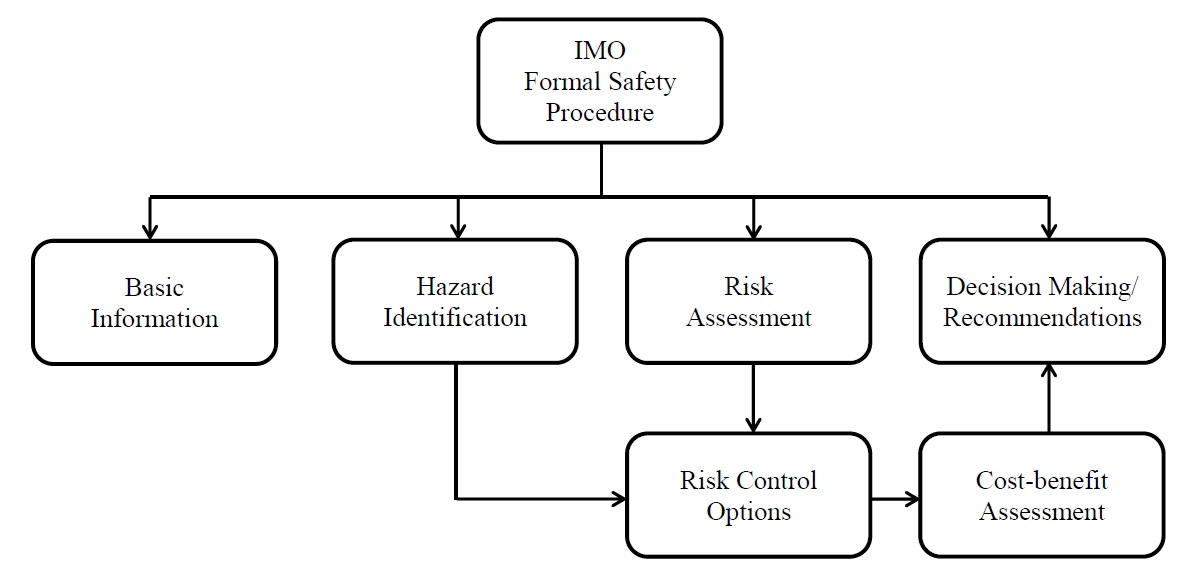 IMO
Formal Safety
Procedure
Basic
Information
Hazard
Identification
Risk
Assessment
Decision Making/
Recommendations
Risk Control
Options
Cost-benefit
Assessment